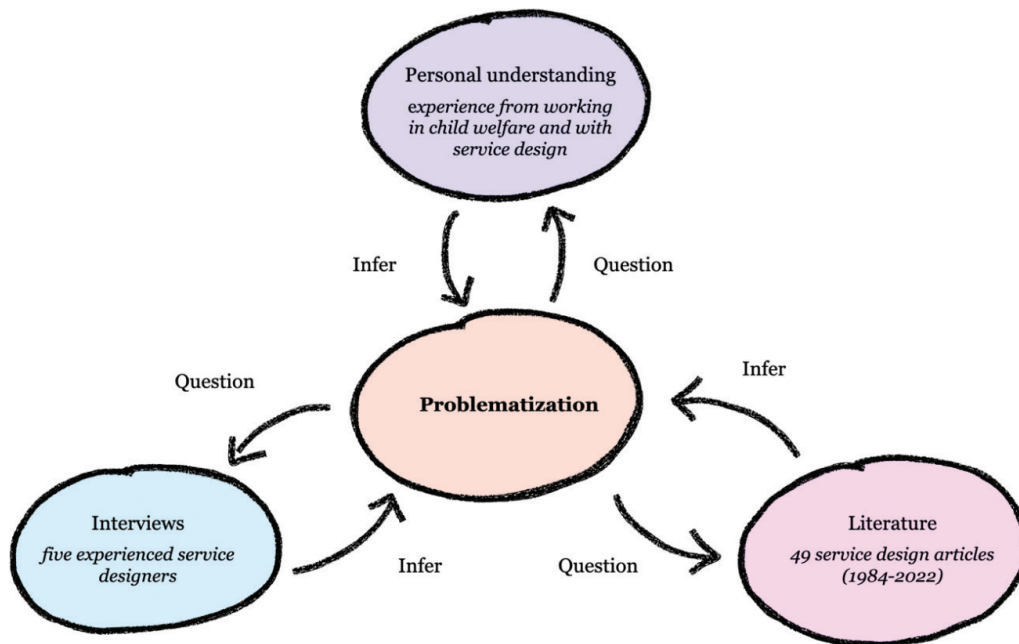 Personal understanding
experience from working
in child welfare and with
service design
Infer
Question
Question
Infer
Problematization
Interviews
five experienced service
designers
Infer
Question
Literature
49 service design articles
(1984-2022)